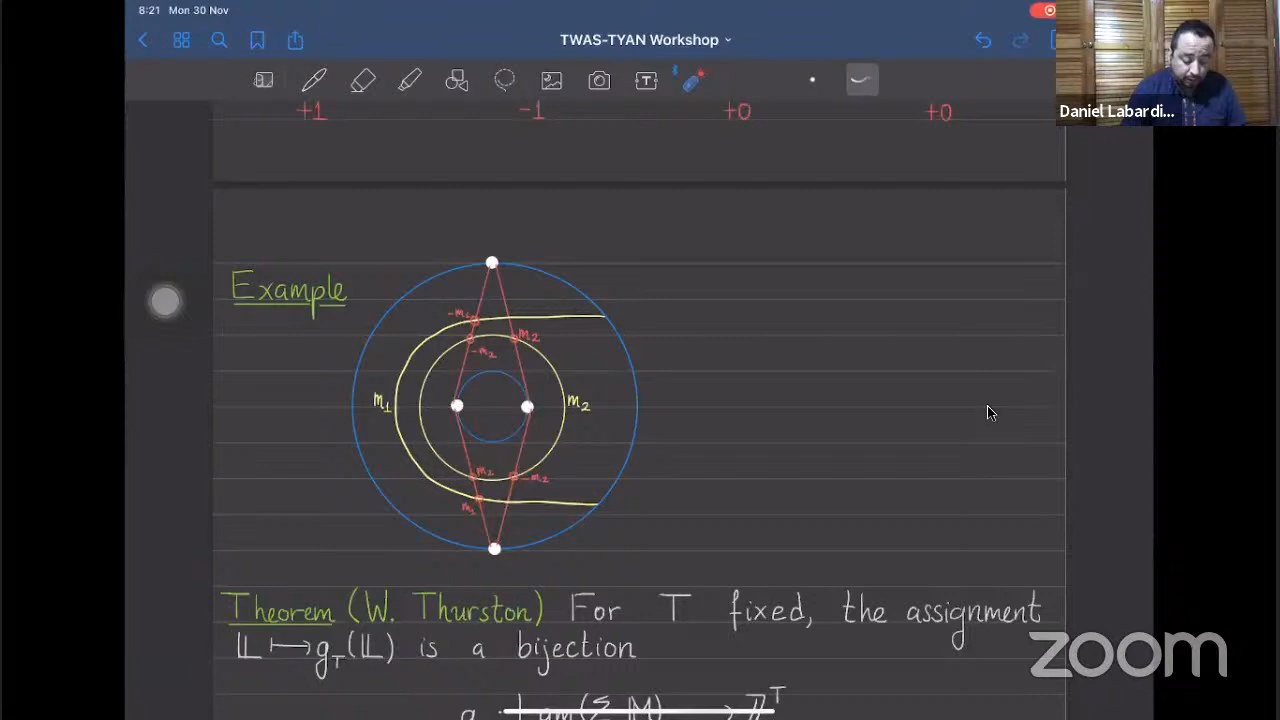 8:21 Mon 30 Nov
TWAS-TYAN Workshop
T
Daniel Labardi...
+1 -1 +0 +0
Example
-m₁
m₂
-m₂
m₁
m₂
m₂
-m₂
m₁
Theorem (W. Thurston) For T fixed, the assignment
𝕃 ⟼ g_T(𝕃) is a bijection
zoom